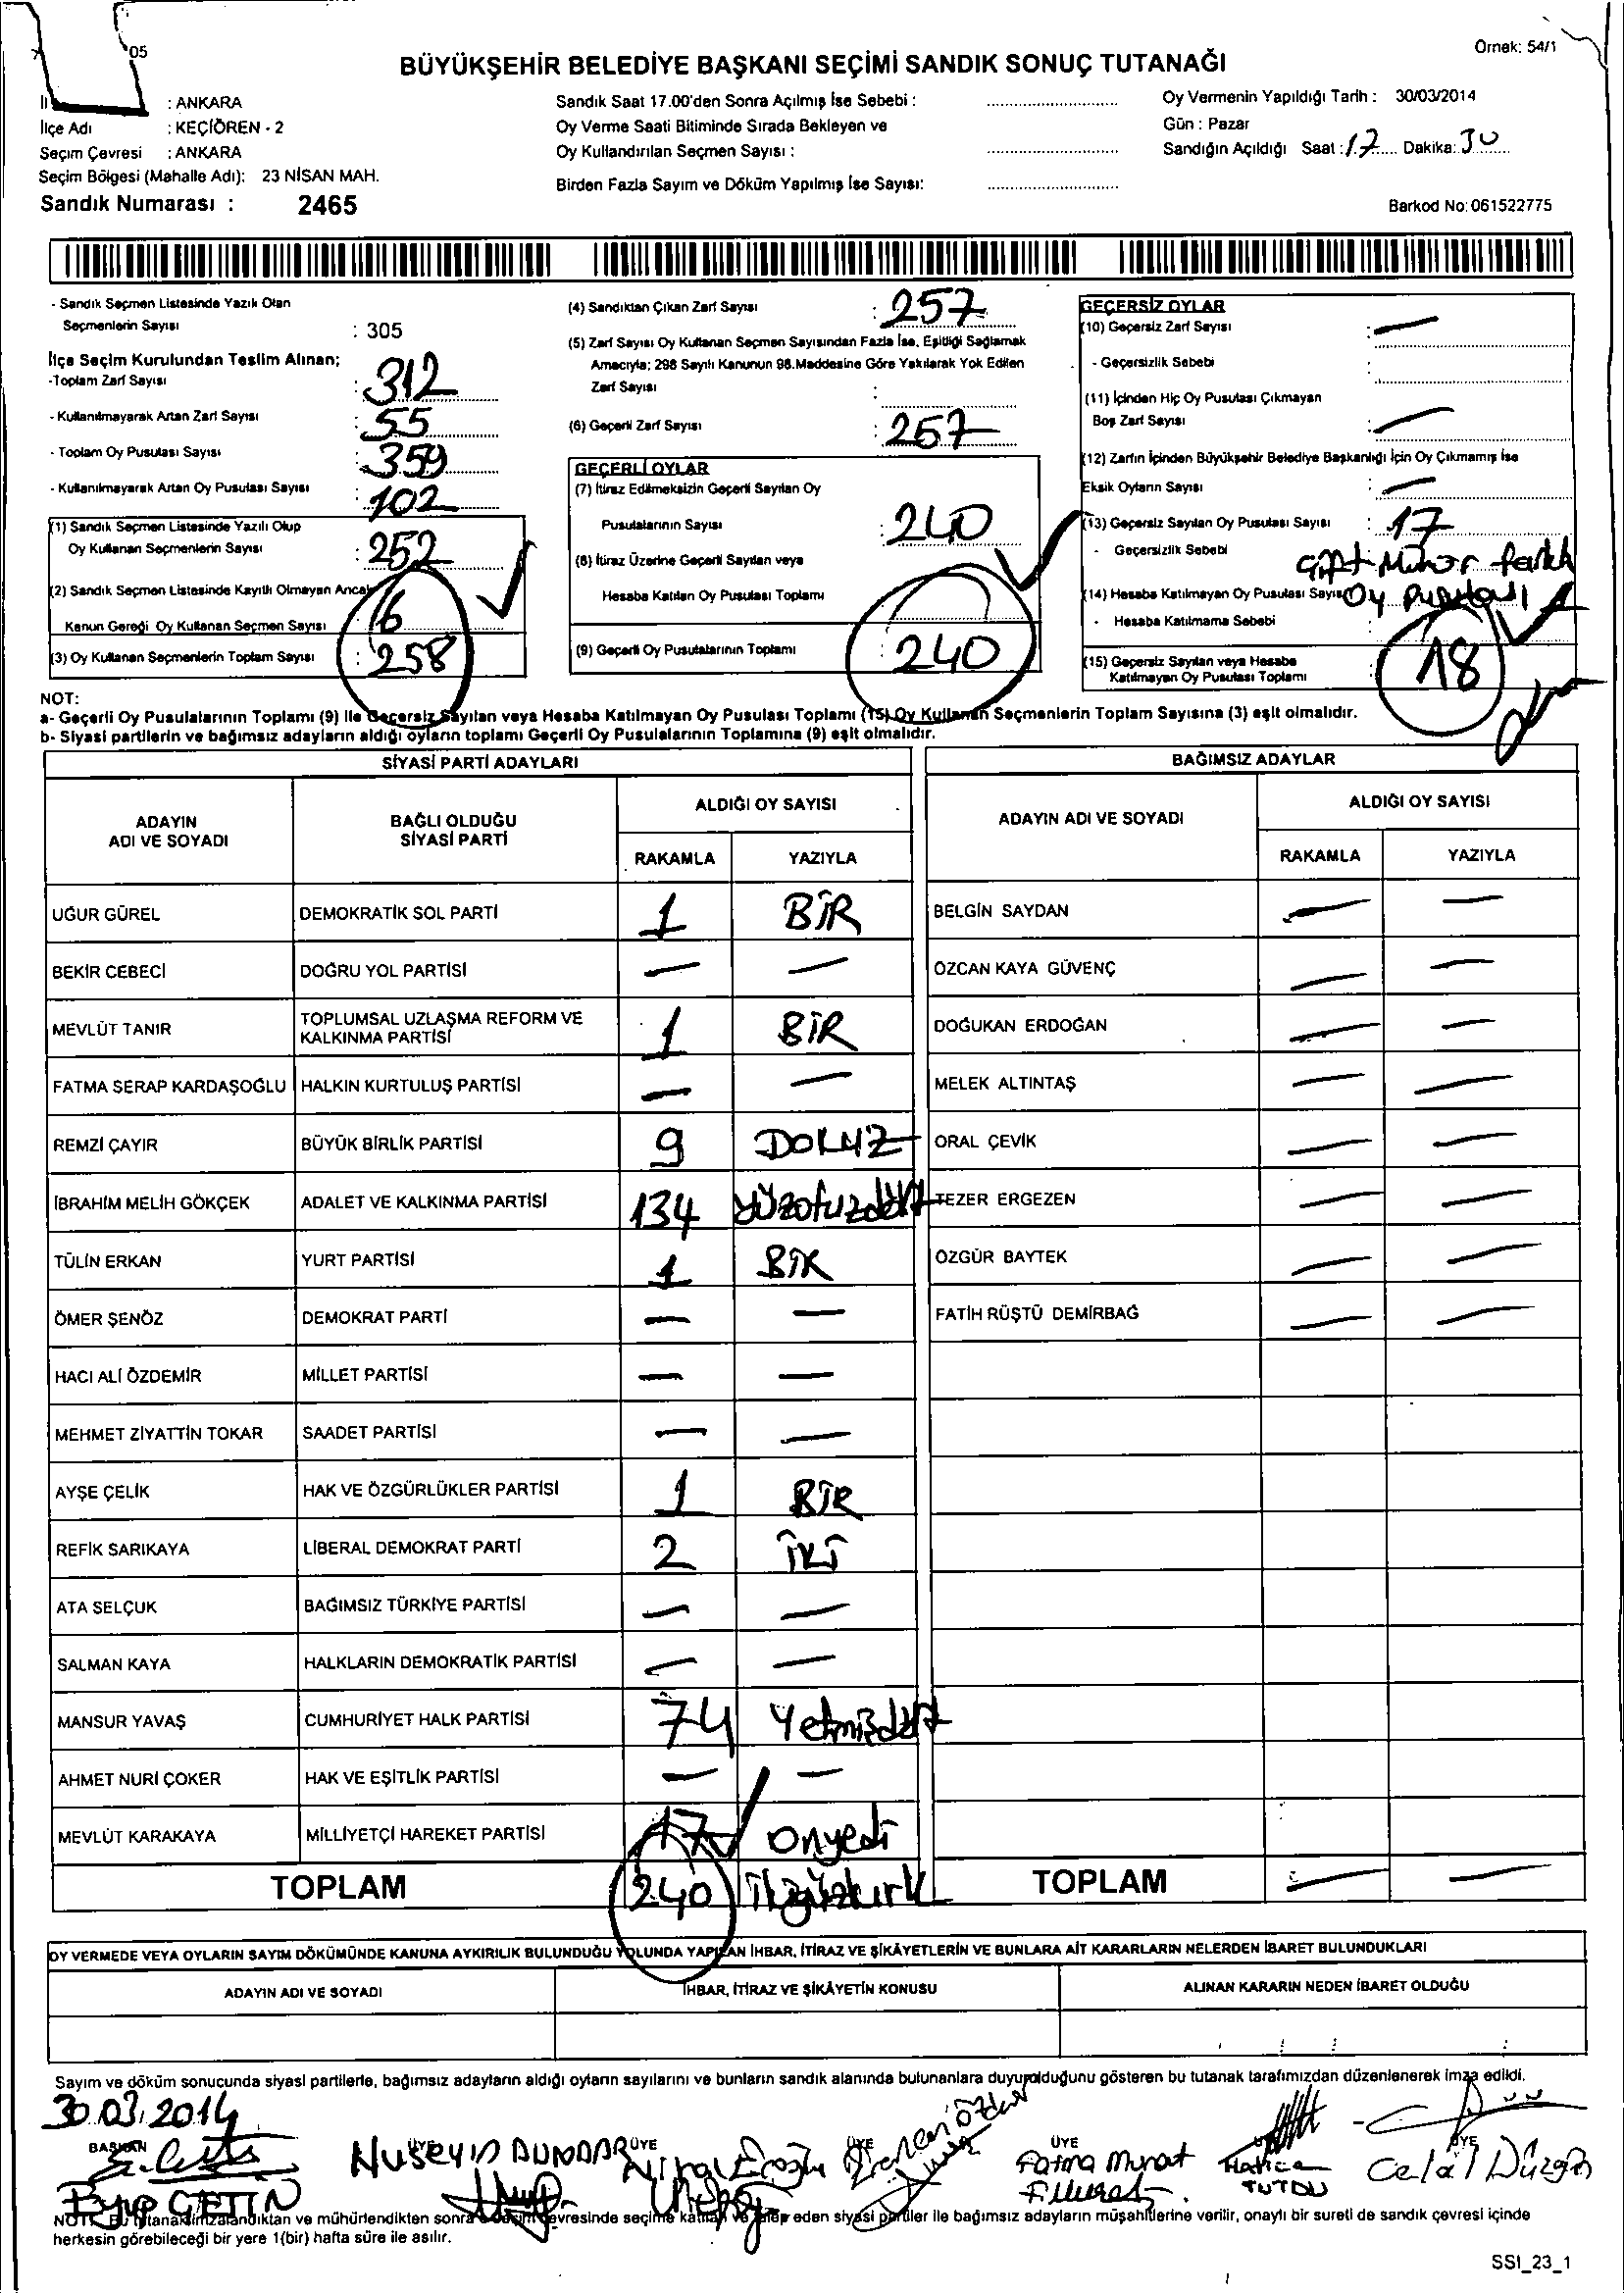 05
Örnek: 54/1
BÜYÜKŞEHİR BELEDİYE BAŞKANI SEÇİMİ SANDIK SONUÇ TUTANAĞI
: ANKARA
İlçe Adı : KEÇİÖREN - 2
Seçim Çevresi : ANKARA
Seçim Bölgesi (Mahalle Adı): 23 NİSAN MAH.
Sandık Numarası : 2465
Sandık Saat 17.00'den Sonra Açılmış İse Sebebi :
Oy Verme Saati Bitiminde Sırada Bekleyen ve
Oy Kullandırılan Seçmen Sayısı :
Birden Fazla Sayım ve Döküm Yapılmış İse Sayısı:
Oy Vermenin Yapıldığı Tarih : 30/03/2014
Gün : Pazar
Sandığın Açıldığı Saat : 17 Dakika: 30
Barkod No: 061522775
- Sandık Seçmen Listesinde Yazılı Olan
Seçmenlerin Sayısı : 305
İlçe Seçim Kurulundan Teslim Alınan;
-Toplam Zarf Sayısı : 312
- Kullanılmayarak Artan Zarf Sayısı : 55
- Toplam Oy Pusulası Sayısı : 359
- Kullanılmayarak Artan Oy Pusulası Sayısı : 102
(1) Sandık Seçmen Listesinde Yazılı Olup
Oy Kullanan Seçmenlerin Sayısı : 252
(2) Sandık Seçmen Listesinde Kayıtlı Olmayan Ancak
Kanun Gereği Oy Kullanan Seçmen Sayısı : 6
(3) Oy Kullanan Seçmenlerin Toplam Sayısı : 258
(4) Sandıktan Çıkan Zarf Sayısı : 257
(5) Zarf Sayısı Oy Kullanan Seçmen Sayısından Fazla İse, Eşitliği Sağlamak
Amacıyla; 298 Sayılı Kanunun 98.Maddesine Göre Yakılarak Yok Edilen
Zarf Sayısı :
(6) Geçerli Zarf Sayısı : 257
GEÇERLİ OYLAR
(7) İtiraz Edilmeksizin Geçerli Sayılan Oy
Pusulalarının Sayısı : 240
(8) İtiraz Üzerine Geçerli Sayılan veya
Hesaba Katılan Oy Pusulası Toplamı
(9) Geçerli Oy Pusulalarının Toplamı : 240
GEÇERSİZ OYLAR
(10) Geçersiz Zarf Sayısı : —
- Geçersizlik Sebebi :
(11) İçinden Hiç Oy Pusulası Çıkmayan
Boş Zarf Sayısı : —
(12) Zarfın İçinden Büyükşehir Belediye Başkanlığı İçin Oy Çıkmamış İse
Eksik Oyların Sayısı : —
(13) Geçersiz Sayılan Oy Pusulası Sayısı : 17
- Geçersizlik Sebebi Çift Mühür farklı
(14) Hesaba Katılmayan Oy Pusulası Sayısı Oy pusulası 1
- Hesaba Katılmama Sebebi
(15) Geçersiz Sayılan veya Hesaba
Katılmayan Oy Pusulası Toplamı 18
NOT:
a- Geçerli Oy Pusulalarının Toplamı (9) ile Geçersiz Sayılan veya Hesaba Katılmayan Oy Pusulası Toplamı (15) Oy Kullanan Seçmenlerin Toplam Sayısına (3) eşit olmalıdır.
b- Siyasi partilerin ve bağımsız adayların aldığı oyların toplamı Geçerli Oy Pusulalarının Toplamına (9) eşit olmalıdır.
SİYASİ PARTİ ADAYLARI
ADAYIN ADI VE SOYADI BAĞLI OLDUĞU SİYASİ PARTİ ALDIĞI OY SAYISI
RAKAMLA YAZIYLA
UĞUR GÜREL DEMOKRATİK SOL PARTİ 1 BİR
BEKİR CEBECİ DOĞRU YOL PARTİSİ — —
MEVLÜT TANIR TOPLUMSAL UZLAŞMA REFORM VE KALKINMA PARTİSİ 1 BİR
FATMA SERAP KARDAŞOĞLU HALKIN KURTULUŞ PARTİSİ — —
REMZİ ÇAYIR BÜYÜK BİRLİK PARTİSİ 9 DOKUZ
İBRAHİM MELİH GÖKÇEK ADALET VE KALKINMA PARTİSİ 134 yüzotuzdört
TÜLİN ERKAN YURT PARTİSİ 1 BİR
ÖMER ŞENÖZ DEMOKRAT PARTİ — —
HACI ALİ ÖZDEMİR MİLLET PARTİSİ — —
MEHMET ZİYATTİN TOKAR SAADET PARTİSİ — —
AYŞE ÇELİK HAK VE ÖZGÜRLÜKLER PARTİSİ 1 BİR
REFİK SARIKAYA LİBERAL DEMOKRAT PARTİ 2 İKİ
ATA SELÇUK BAĞIMSIZ TÜRKİYE PARTİSİ — —
SALMAN KAYA HALKLARIN DEMOKRATİK PARTİSİ — —
MANSUR YAVAŞ CUMHURİYET HALK PARTİSİ 74 Yetmişdört
AHMET NURİ ÇOKER HAK VE EŞİTLİK PARTİSİ — —
MEVLÜT KARAKAYA MİLLİYETÇİ HAREKET PARTİSİ 17 Onyedi
TOPLAM 240 İkiyüzkırk
BAĞIMSIZ ADAYLAR
ADAYIN ADI VE SOYADI ALDIĞI OY SAYISI
RAKAMLA YAZIYLA
BELGİN SAYDAN — —
ÖZCAN KAYA GÜVENÇ — —
DOĞUKAN ERDOĞAN — —
MELEK ALTINTAŞ — —
ORAL ÇEVİK — —
TEZER ERGEZEN — —
ÖZGÜR BAYTEK — —
FATİH RÜŞTÜ DEMİRBAĞ — —
TOPLAM — —
OY VERMEDE VEYA OYLARIN SAYIM DÖKÜMÜNDE KANUNA AYKIRILIK BULUNDUĞU YOLUNDA YAPILAN İHBAR, İTİRAZ VE ŞİKÂYETLERİN VE BUNLARA AİT KARARLARIN NELERDEN İBARET BULUNDUKLARI
ADAYIN ADI VE SOYADI İHBAR, İTİRAZ VE ŞİKÂYETİN KONUSU ALINAN KARARIN NEDEN İBARET OLDUĞU
Sayım ve döküm sonucunda siyasi partilerle, bağımsız adayların aldığı oyların sayılarını ve bunların sandık alanında bulunanlara duyurulduğunu gösteren bu tutanak tarafımızdan düzenlenerek imza edildi.
30.03.2014
BAŞKAN ÜYE ÜYE ÜYE ÜYE ÜYE
Eyüp ÇETİN
Hüseyin DÜNDAR
Fatma Murat
Hatice TUTDU
Celal Düzgün
NOT: Bu tutanak imzalandıktan ve mühürlendikten sonra seçim çevresinde seçime katılan ve talep eden siyasi partiler ile bağımsız adayların müşahitlerine verilir, onaylı bir sureti de sandık çevresi içinde
herkesin görebileceği bir yere 1(bir) hafta süre ile asılır.
SSI_23_1